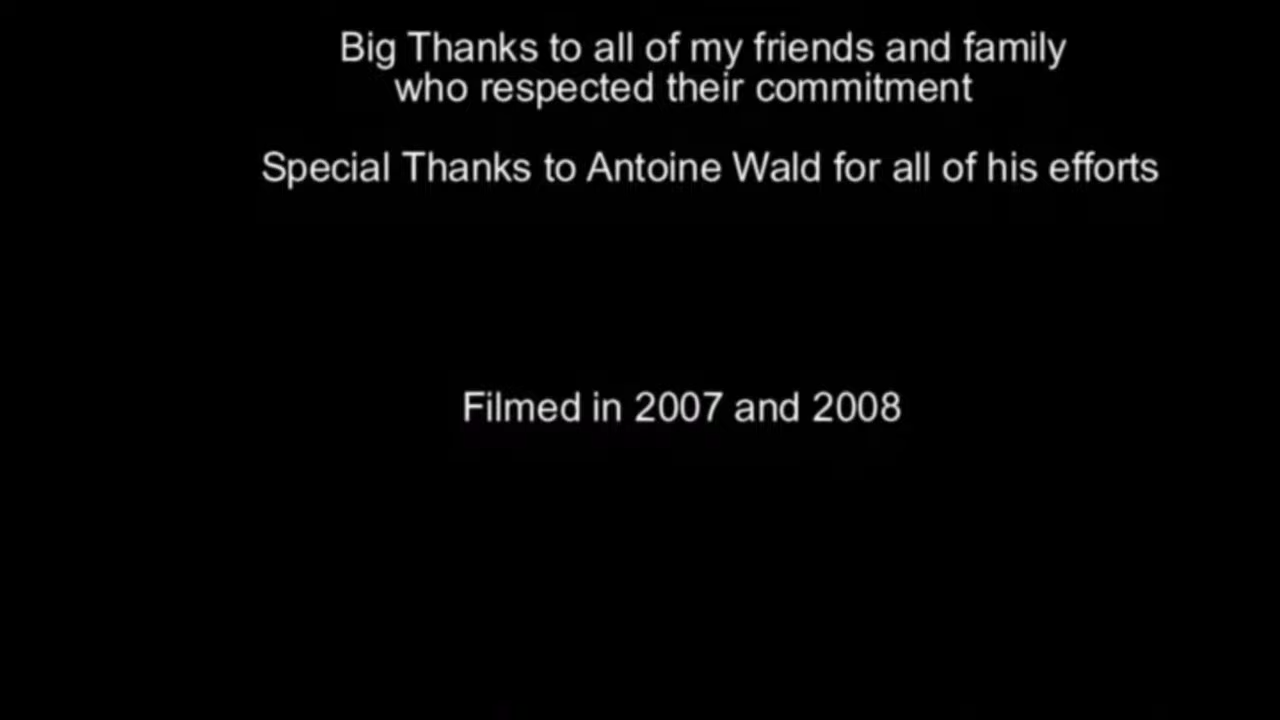 Big Thanks to all of my friends and family
who respected their commitment
Special Thanks to Antoine Wald for all of his efforts
Filmed in 2007 and 2008